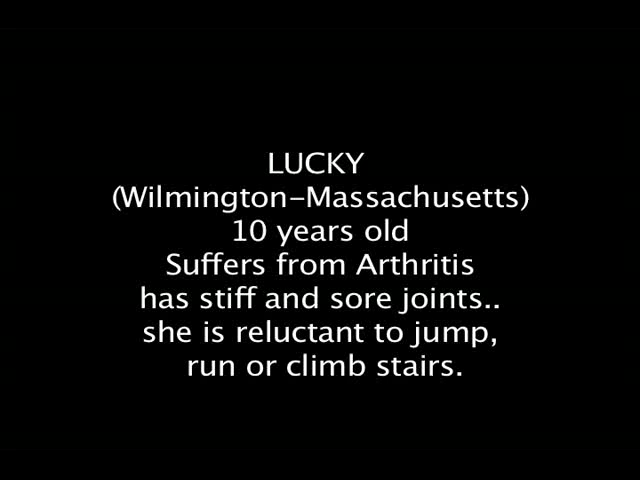 LUCKY
(Wilmington-Massachusetts)
10 years old
Suffers from Arthritis
has stiff and sore joints..
she is reluctant to jump,
run or climb stairs.